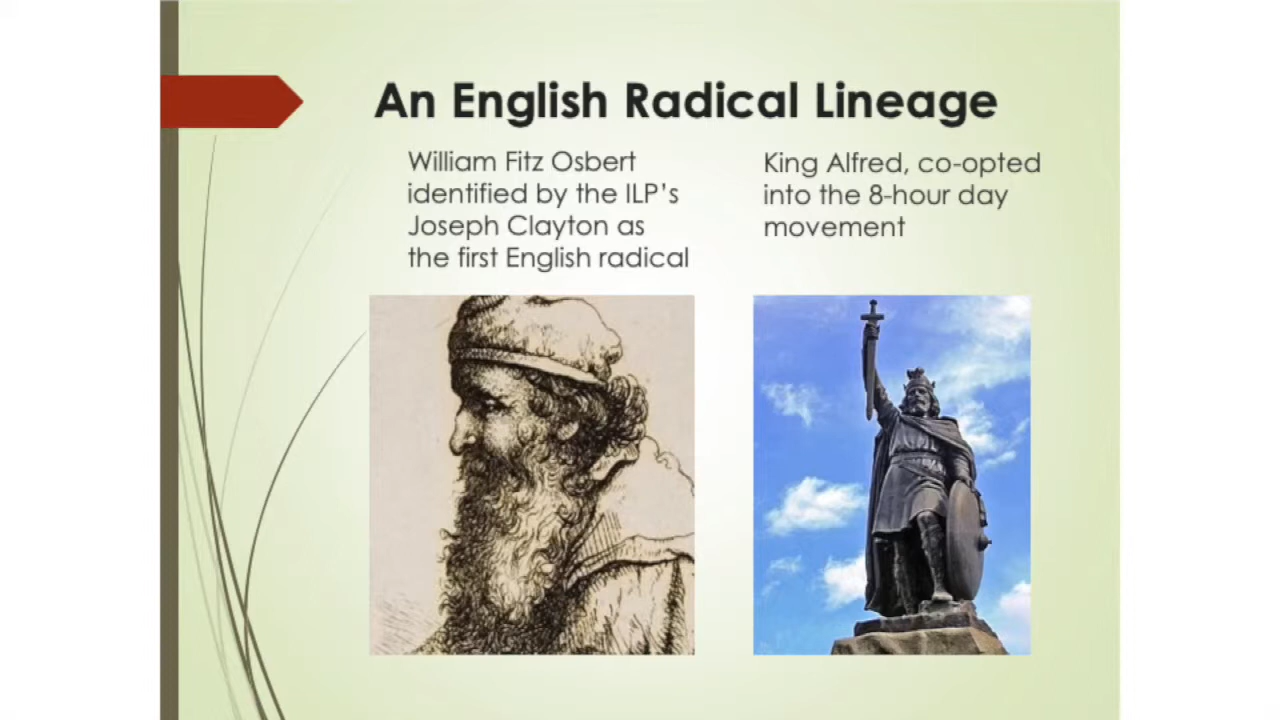 An English Radical Lineage
William Fitz Osbert
identified by the ILP's
Joseph Clayton as
the first English radical
King Alfred, co-opted
into the 8-hour day
movement